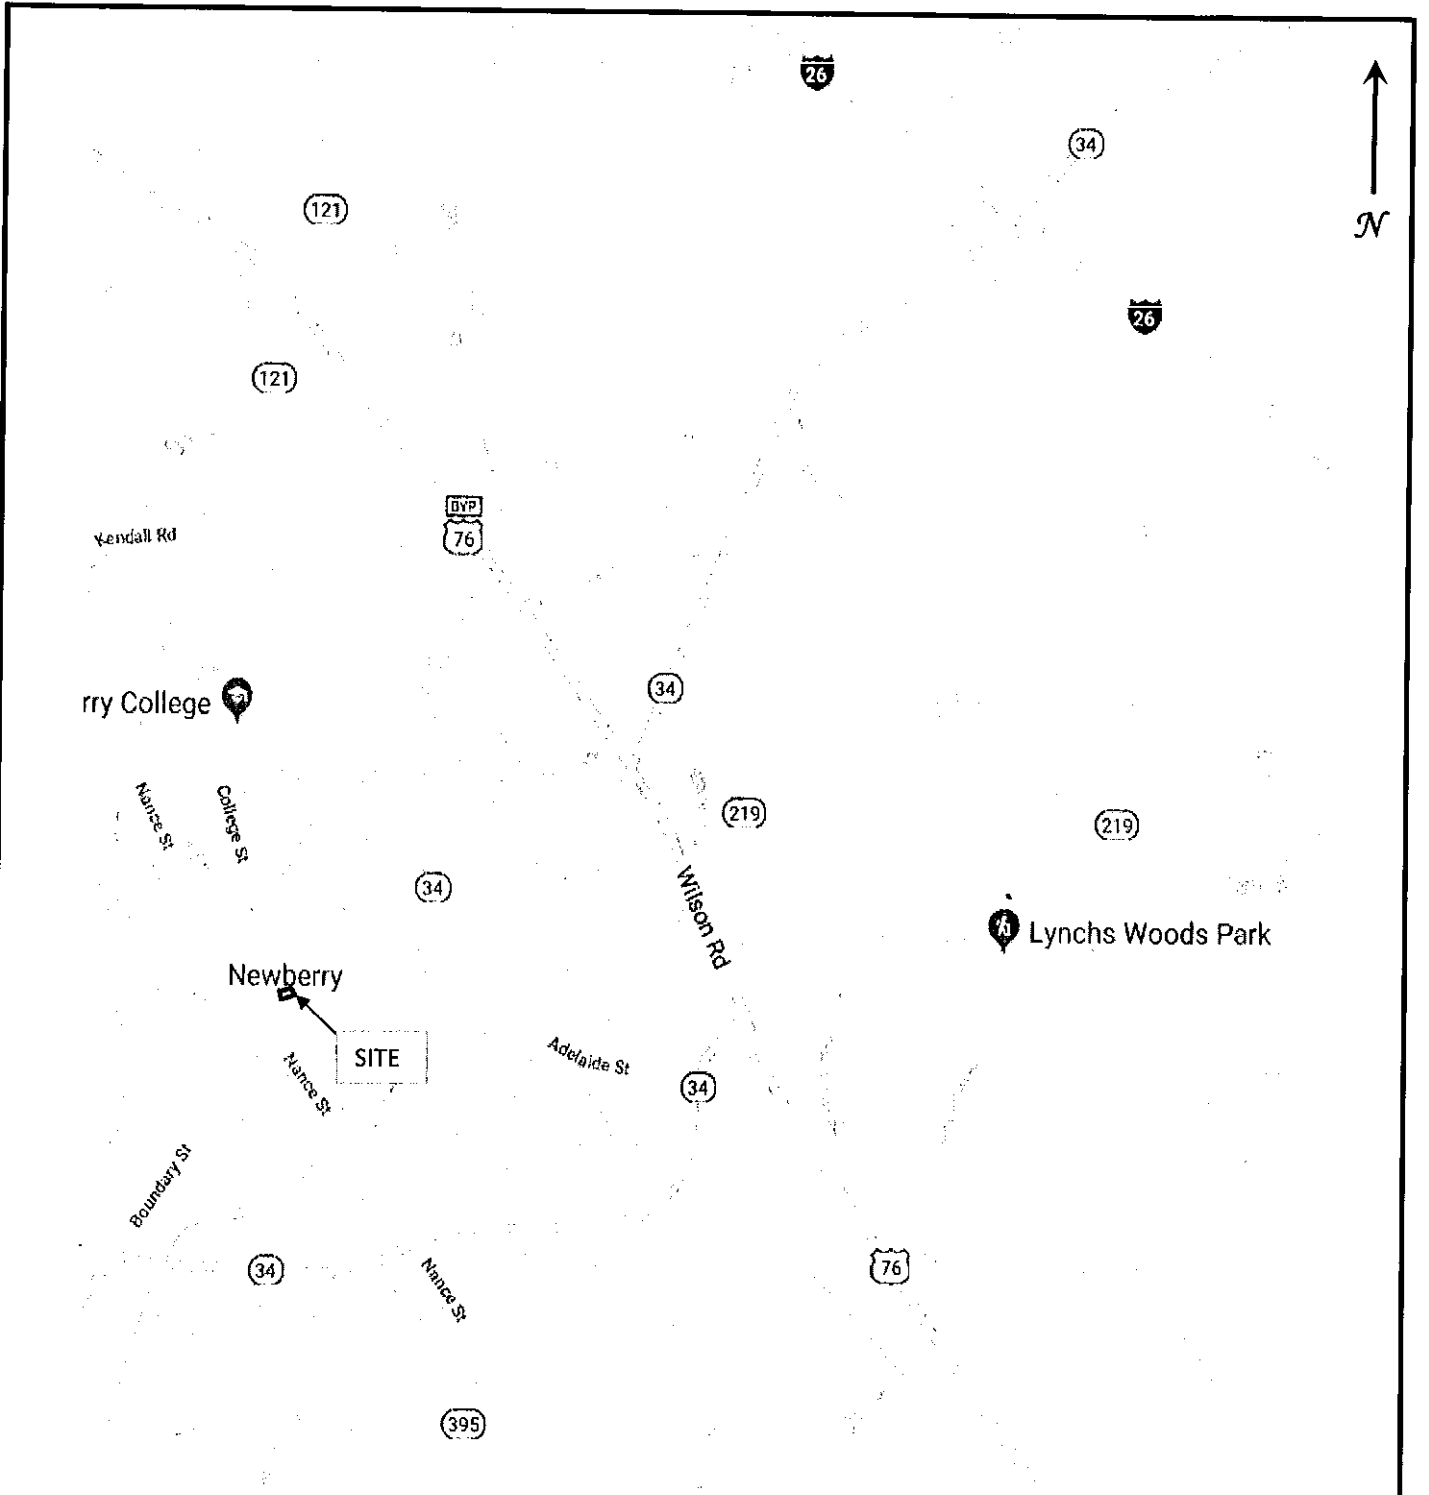 26
34
121
N
26
121
BYP
76
Kendall Rd
34
rry College
Nance St
College St
219
219
34
Wilson Rd
Lynchs Woods Park
Newberry
SITE
Adelaide St
Nance St
34
Boundary St
34
Nance St
76
395